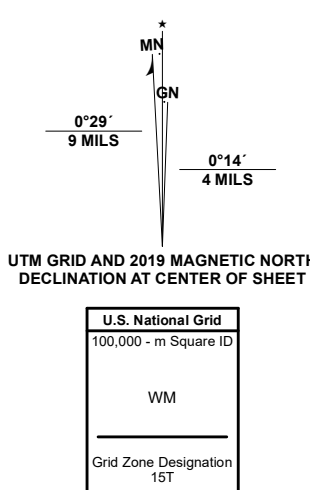 ★
MN
GN
0°29´
9 MILS
0°14´
4 MILS
UTM GRID AND 2019 MAGNETIC NORTH
DECLINATION AT CENTER OF SHEET
U.S. National Grid
100,000 - m Square ID
WM
Grid Zone Designation
15T